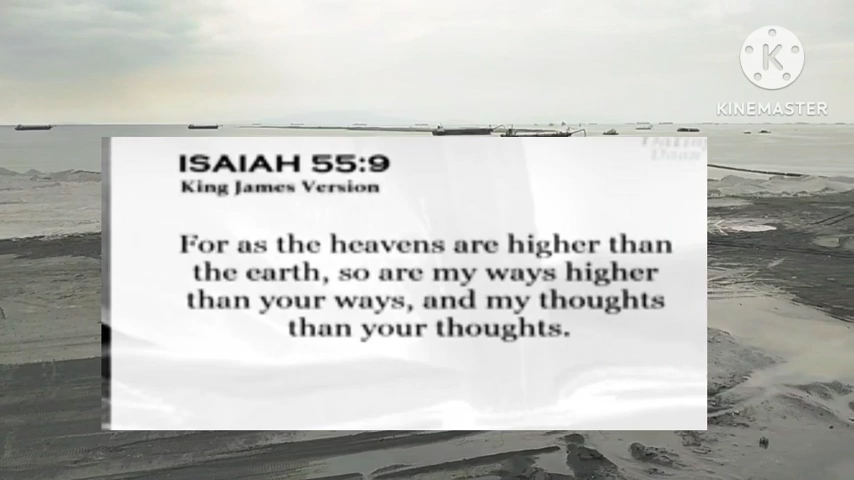 KINEMASTER
ISAIAH 55:9
King James Version
For as the heavens are higher than
the earth, so are my ways higher
than your ways, and my thoughts
than your thoughts.